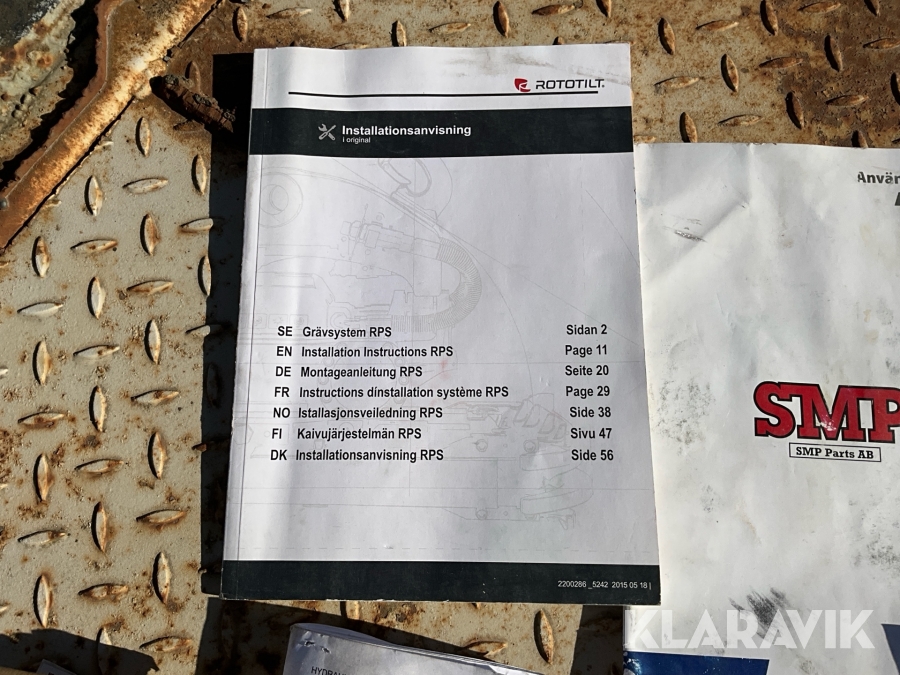 ROTOTILT®
Installationsanvisning
i original
SE Grävsystem RPS Sidan 2
EN Installation Instructions RPS Page 11
DE Montageanleitung RPS Seite 20
FR Instructions dínstallation système RPS Page 29
NO Istallasjonsveiledning RPS Side 38
FI Kaivujärjestelmän RPS Sivu 47
DK Installationsanvisning RPS Side 56
2200286 _5242 2015 05 18 |
SMP
SMP Parts AB
KLARAVIK